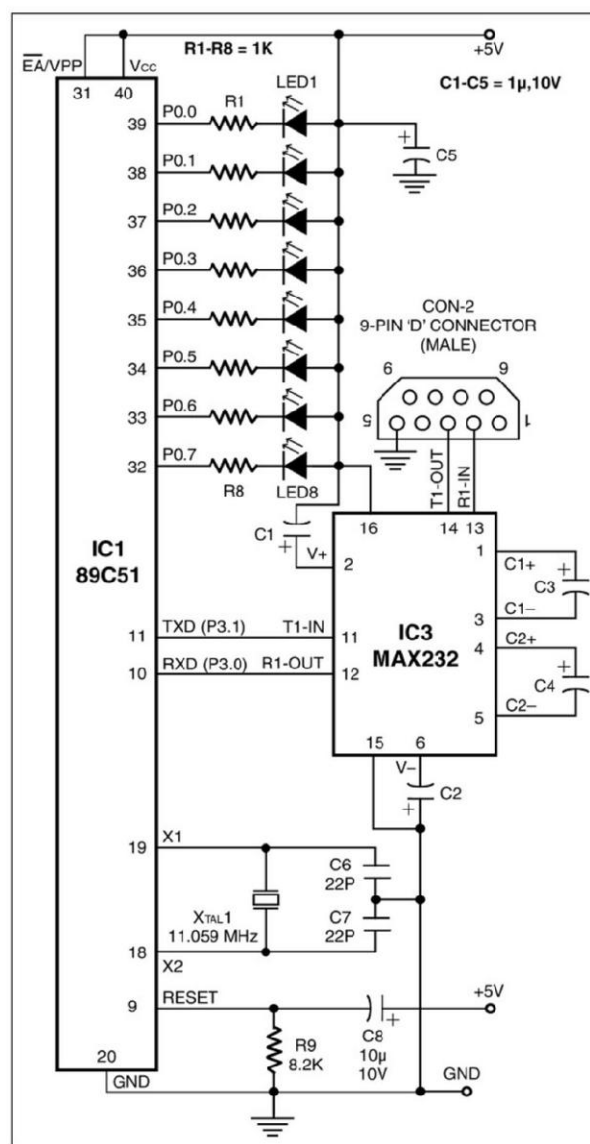 R1-R8 = 1K
+5V
EA/VPP
VCC
LED1
C1-C5 = 1µ,10V
31
40
39
P0.0
R1
C5
+
38
P0.1
37
P0.2
36
P0.3
35
P0.4
34
P0.5
33
P0.6
32
P0.7
R8
LED8
CON-2
9-PIN 'D' CONNECTOR
(MALE)
6
9
5
1
T1-OUT
R1-IN
C1
+
V+
16
14
13
2
1
C1+
+
C3
3
C1–
4
C2+
+
C4
5
C2–
IC1
89C51
IC3
MAX232
11
TXD (P3.1)
T1-IN
11
10
RXD (P3.0)
R1-OUT
12
15
6
V–
C2
+
19
X1
C6
22P
XTAL1
11.059 MHz
C7
22P
18
X2
9
RESET
+5V
C8
+
10µ
10V
R9
8.2K
20
GND
GND